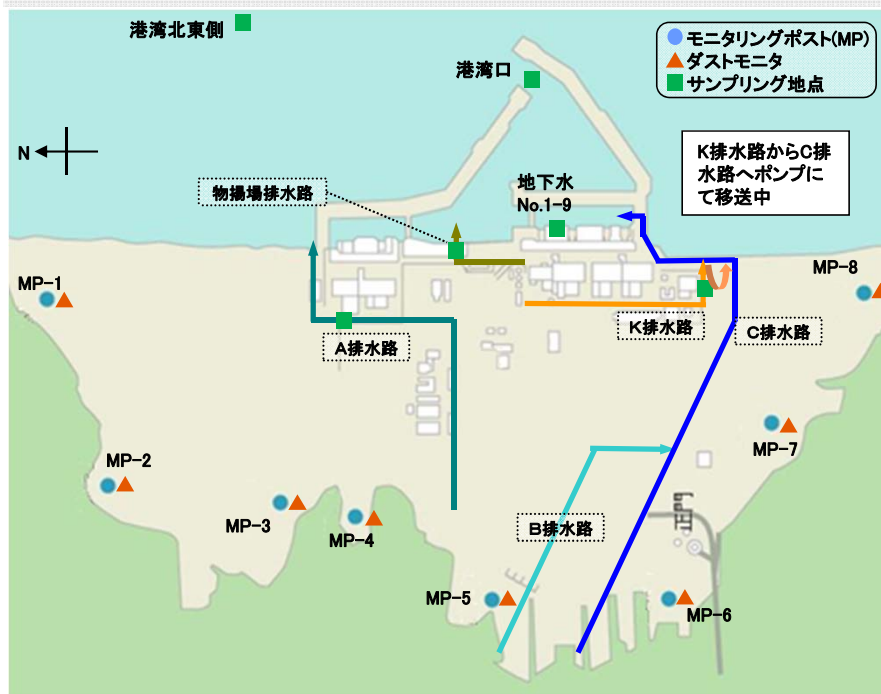 港湾北東側
港湾口
モニタリングポスト(MP)
ダストモニタ
サンプリング地点
N
K排水路からC排
水路へポンプに
て移送中
物揚場排水路
地下水
No.1-9
MP-1
MP-8
A排水路
K排水路
C排水路
MP-2
MP-7
MP-3
MP-4
B排水路
MP-5
MP-6